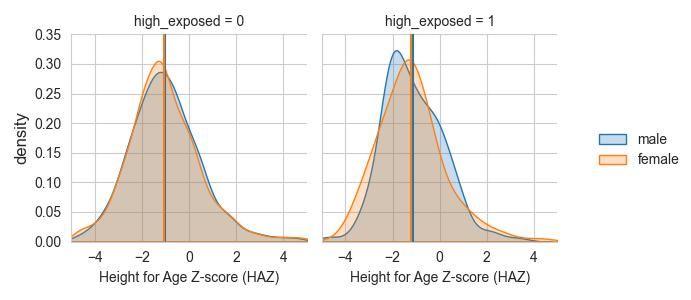 high_exposed = 0
high_exposed = 1
density
0.35
0.30
0.25
0.20
0.15
0.10
0.05
0.00
−4 −2 0 2 4
−4 −2 0 2 4
Height for Age Z-score (HAZ)
Height for Age Z-score (HAZ)
male
female